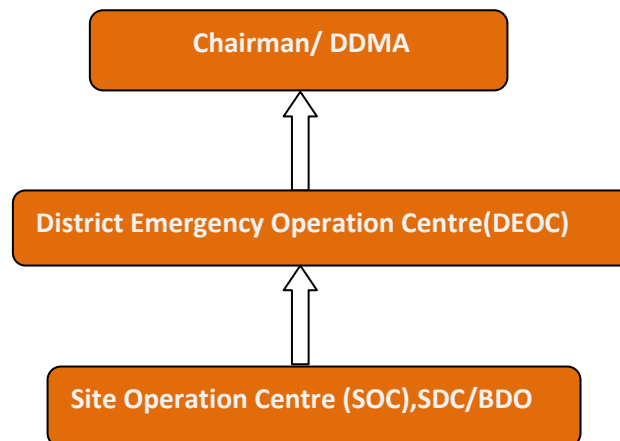 Chairman/ DDMA
District Emergency Operation Centre(DEOC)
Site Operation Centre (SOC),SDC/BDO